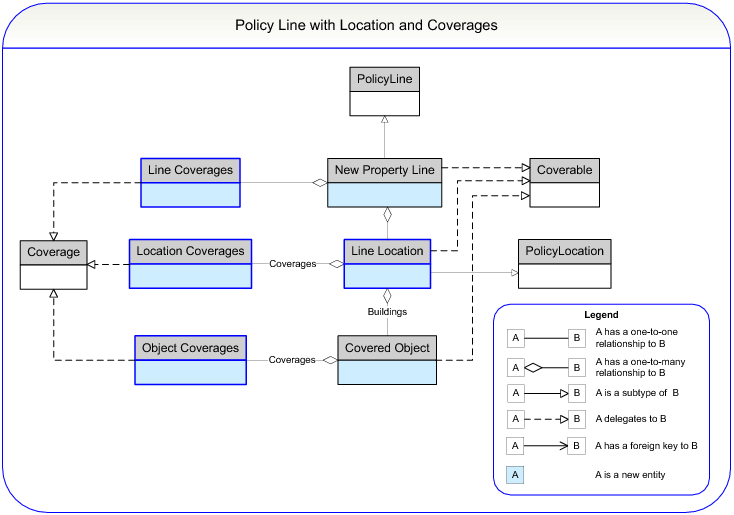 Policy Line with Location and Coverages
PolicyLine
Line Coverages
New Property Line
Coverable
Coverage
Location Coverages
Coverages
Line Location
PolicyLocation
Buildings
Object Coverages
Coverages
Covered Object
Legend
A B A has a one-to-one
relationship to B
A B A has a one-to-many
relationship to B
A B A is a subtype of B
A B A delegates to B
A B A has a foreign key to B
A A is a new entity